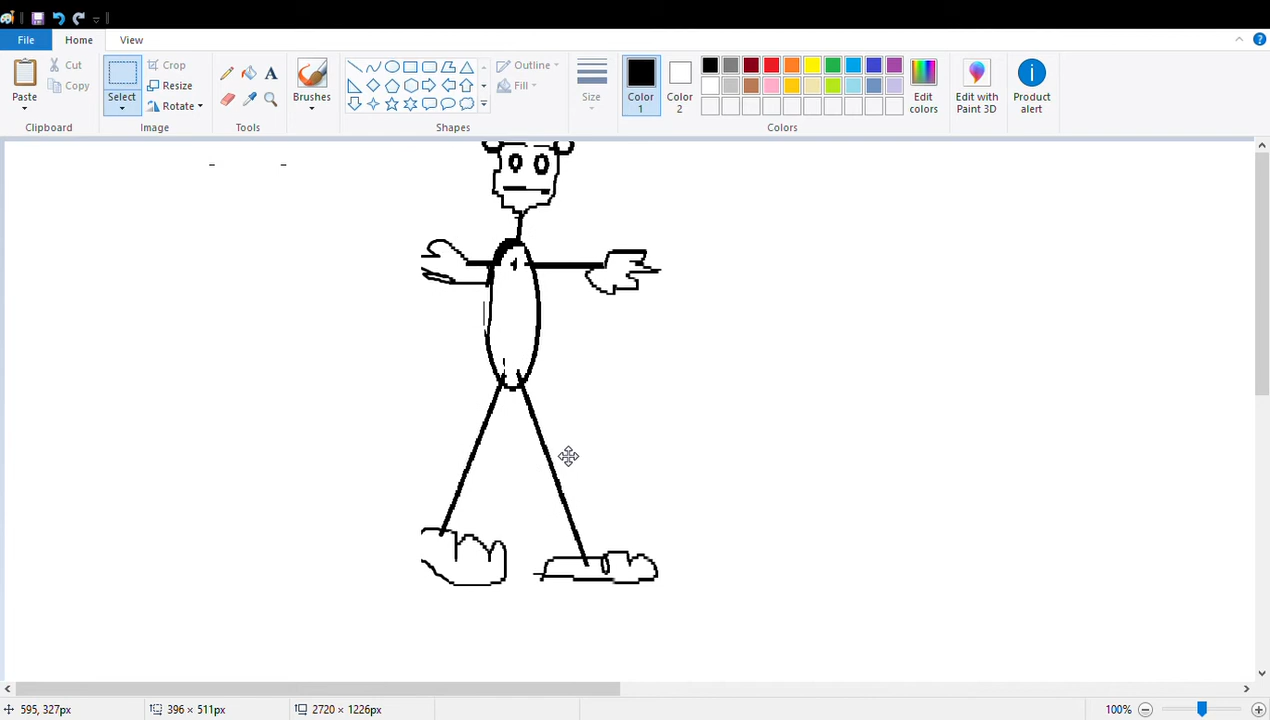 File Home View
Paste Cut Copy
Clipboard
Select Crop Resize Rotate
Image
A
Tools
Brushes
Outline Fill
Shapes
Size
Color 1
Color 2
Edit colors
Colors
Edit with Paint 3D
Product alert
595, 327px 396 × 511px 2720 × 1226px 100%